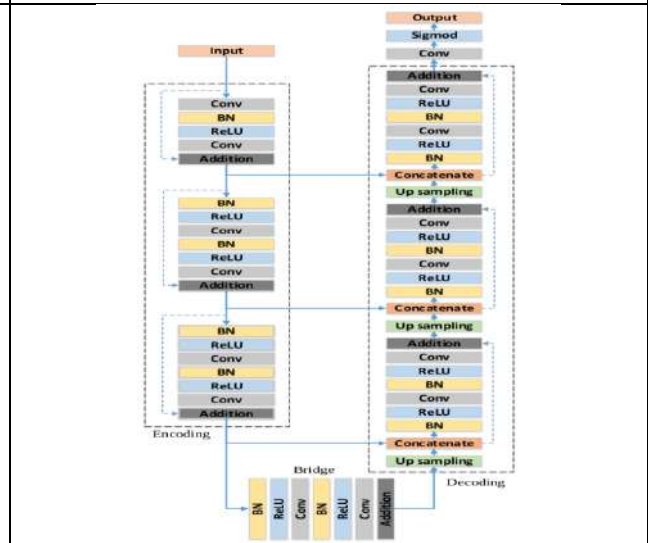 Input
Conv
BN
ReLU
Conv
Addition
BN
ReLU
Conv
BN
ReLU
Conv
Addition
BN
ReLU
Conv
BN
ReLU
Conv
Addition
Encoding
Bridge
BN
ReLU
Conv
BN
ReLU
Conv
Addition
Output
Sigmod
Conv
Addition
Conv
ReLU
BN
Conv
ReLU
BN
Concatenate
Up sampling
Addition
Conv
ReLU
BN
Conv
ReLU
BN
Concatenate
Up sampling
Addition
Conv
ReLU
BN
Conv
ReLU
BN
Concatenate
Up sampling
Decoding